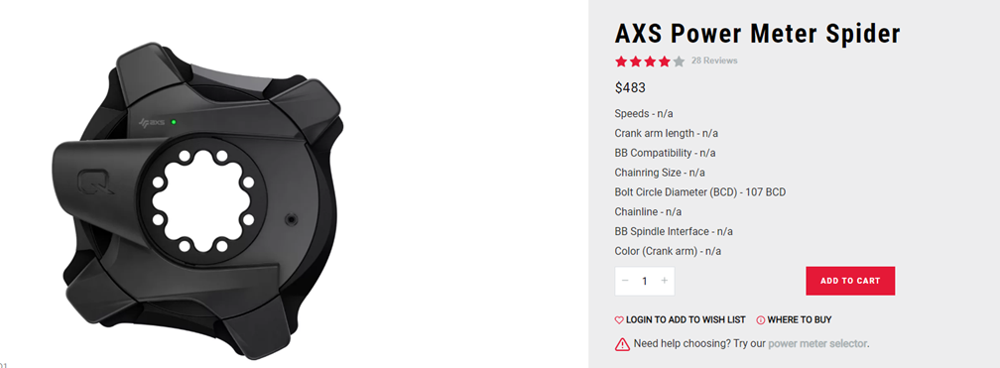 AXS
AXS Power Meter Spider
28 Reviews
$483
Speeds - n/a
Crank arm length - n/a
BB Compatibility - n/a
Chainring Size - n/a
Bolt Circle Diameter (BCD) - 107 BCD
Chainline - n/a
BB Spindle Interface - n/a
Color (Crank arm) - n/a
− 1 +
ADD TO CART
LOGIN TO ADD TO WISH LIST WHERE TO BUY
Need help choosing? Try our power meter selector.
01